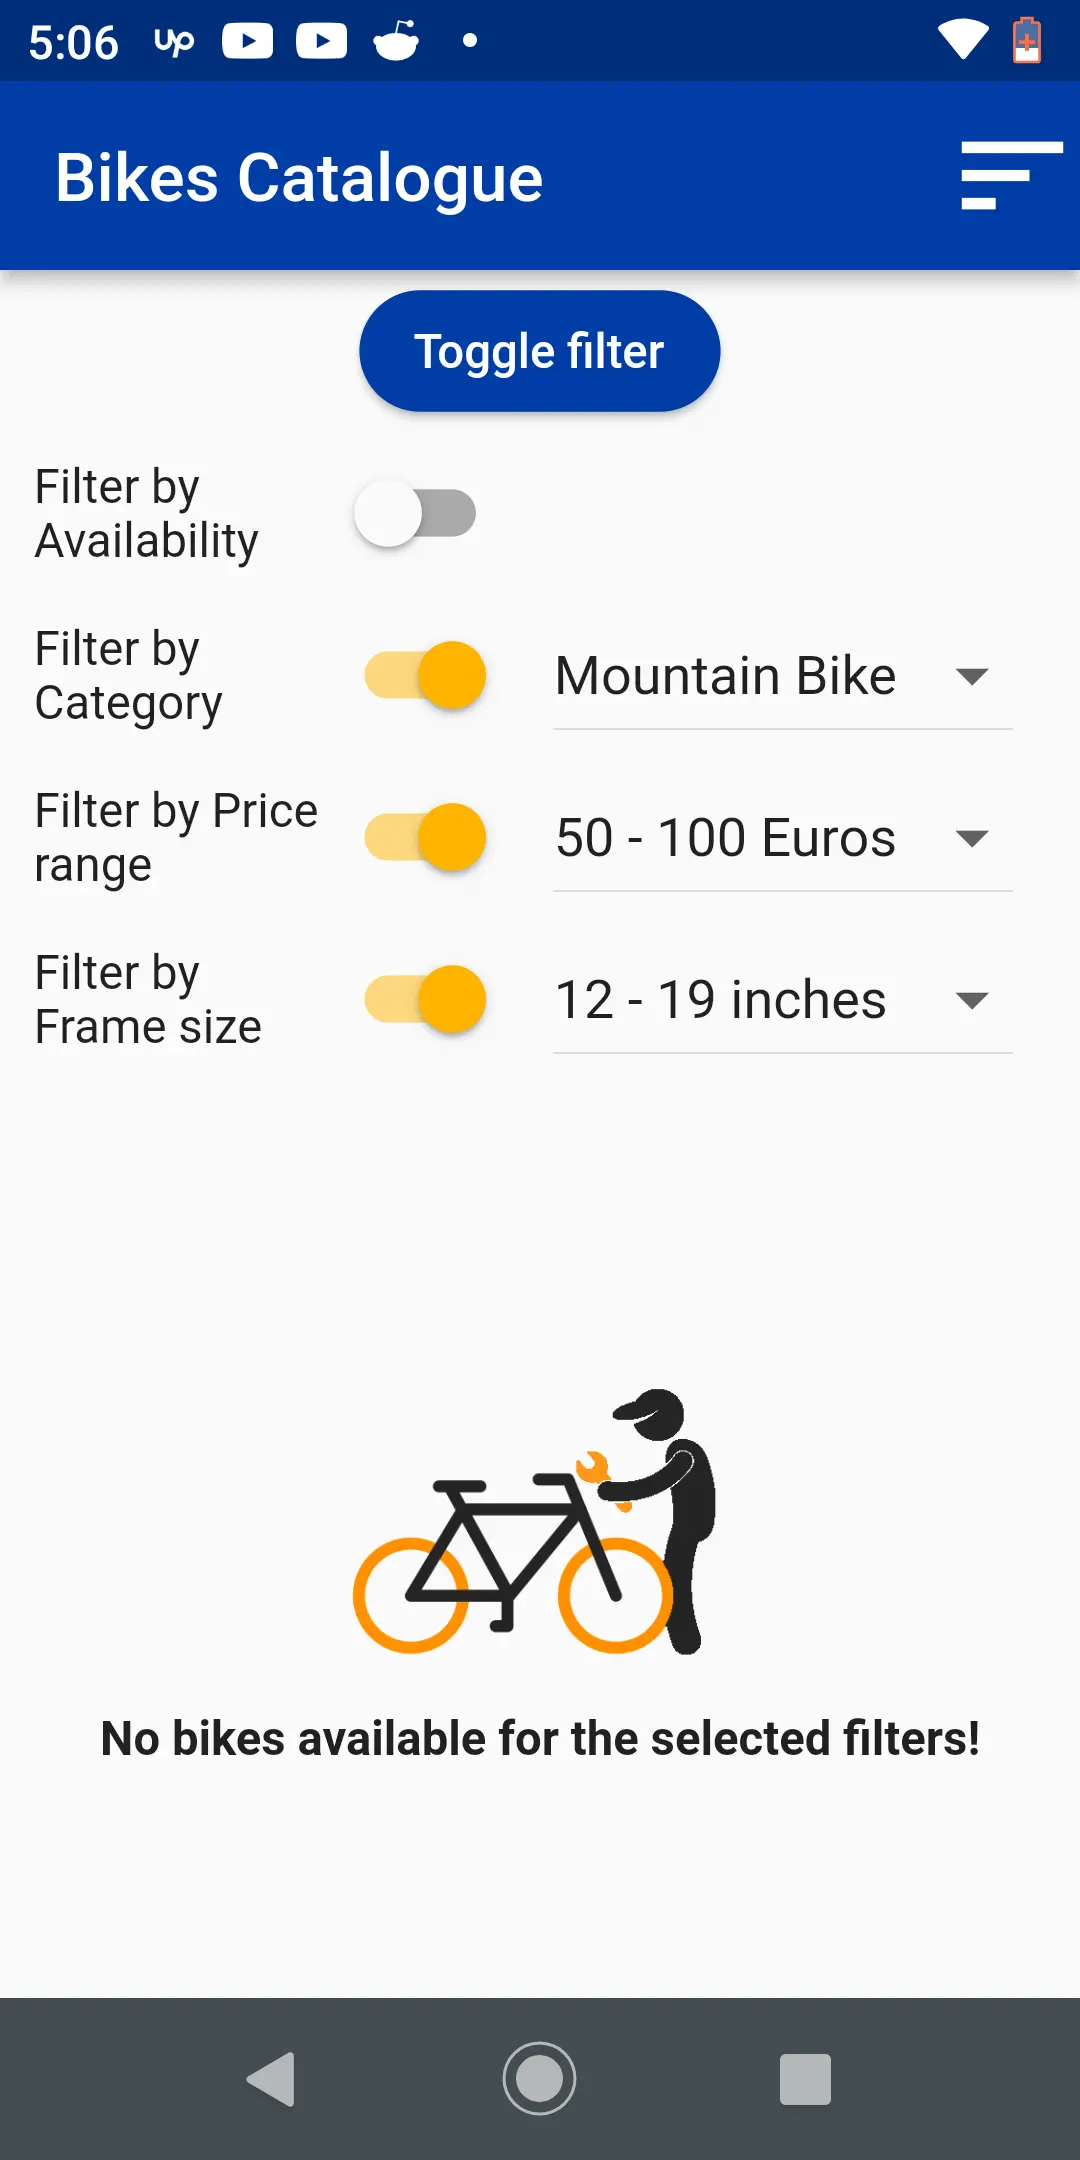 5:06 up
Bikes Catalogue
Toggle filter
Filter by
Availability
Filter by
Category
Mountain Bike
Filter by Price
range
50 - 100 Euros
Filter by
Frame size
12 - 19 inches
No bikes available for the selected filters!